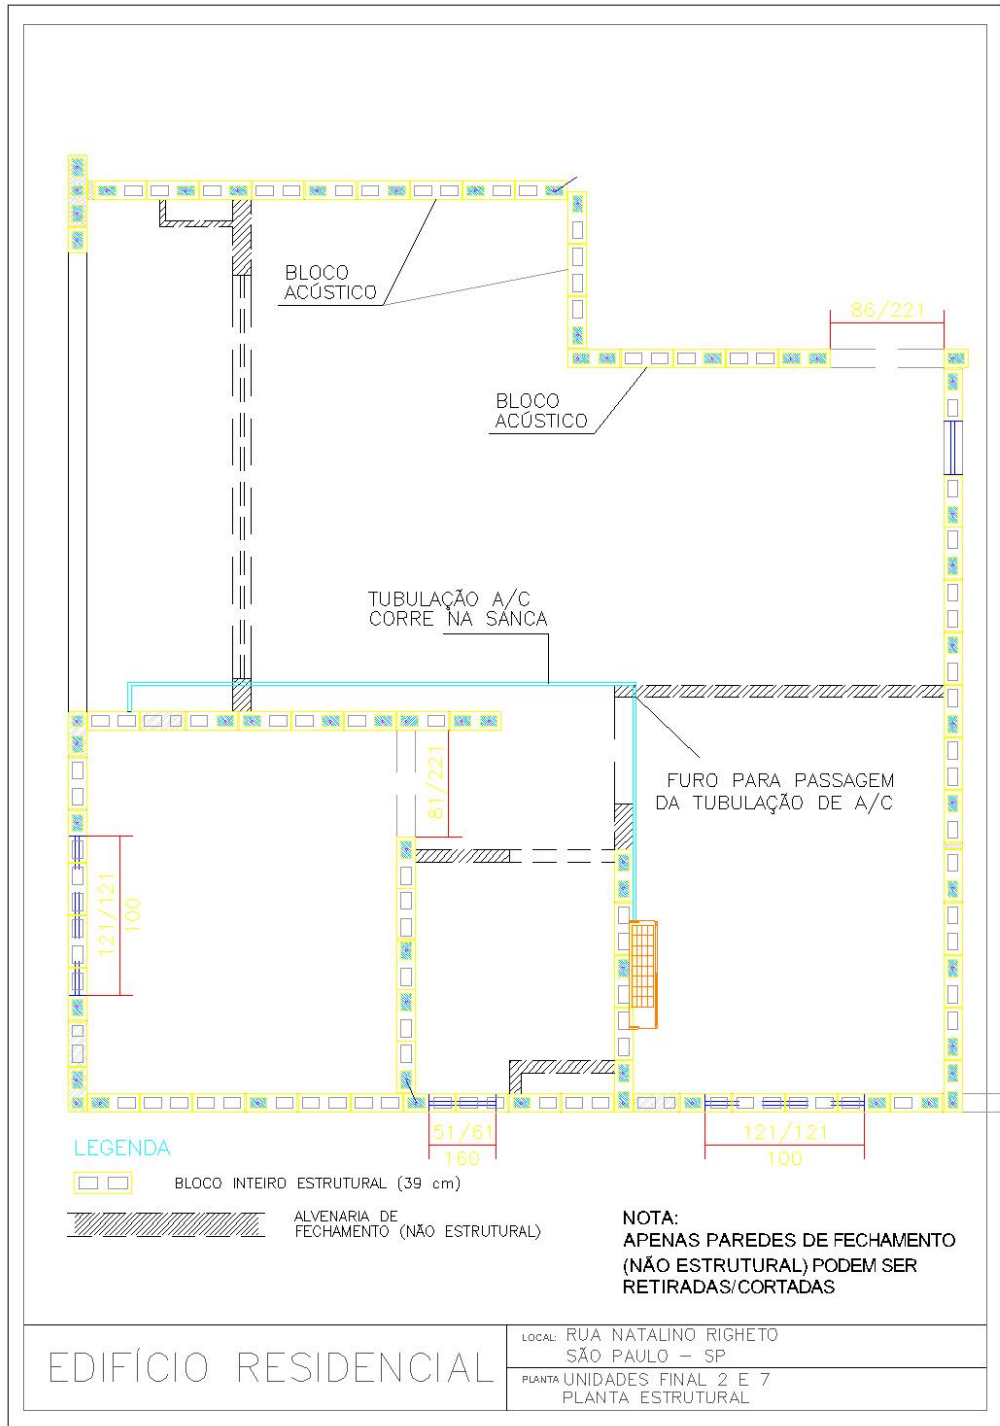 BLOCO
ACÚSTICO
86/221
BLOCO
ACÚSTICO
TUBULAÇÃO A/C
CORRE NA SANCA
81/221
FURO PARA PASSAGEM
DA TUBULAÇÃO DE A/C
121/121
100
51/61
160
121/121
100
LEGENDA
BLOCO INTEIRO ESTRUTURAL (39 cm)
ALVENARIA DE
FECHAMENTO (NÃO ESTRUTURAL)
NOTA:
APENAS PAREDES DE FECHAMENTO
(NÃO ESTRUTURAL) PODEM SER
RETIRADAS/CORTADAS
EDIFÍCIO RESIDENCIAL
LOCAL: RUA NATALINO RIGHETO
SÃO PAULO – SP
PLANTA UNIDADES FINAL 2 E 7
PLANTA ESTRUTURAL